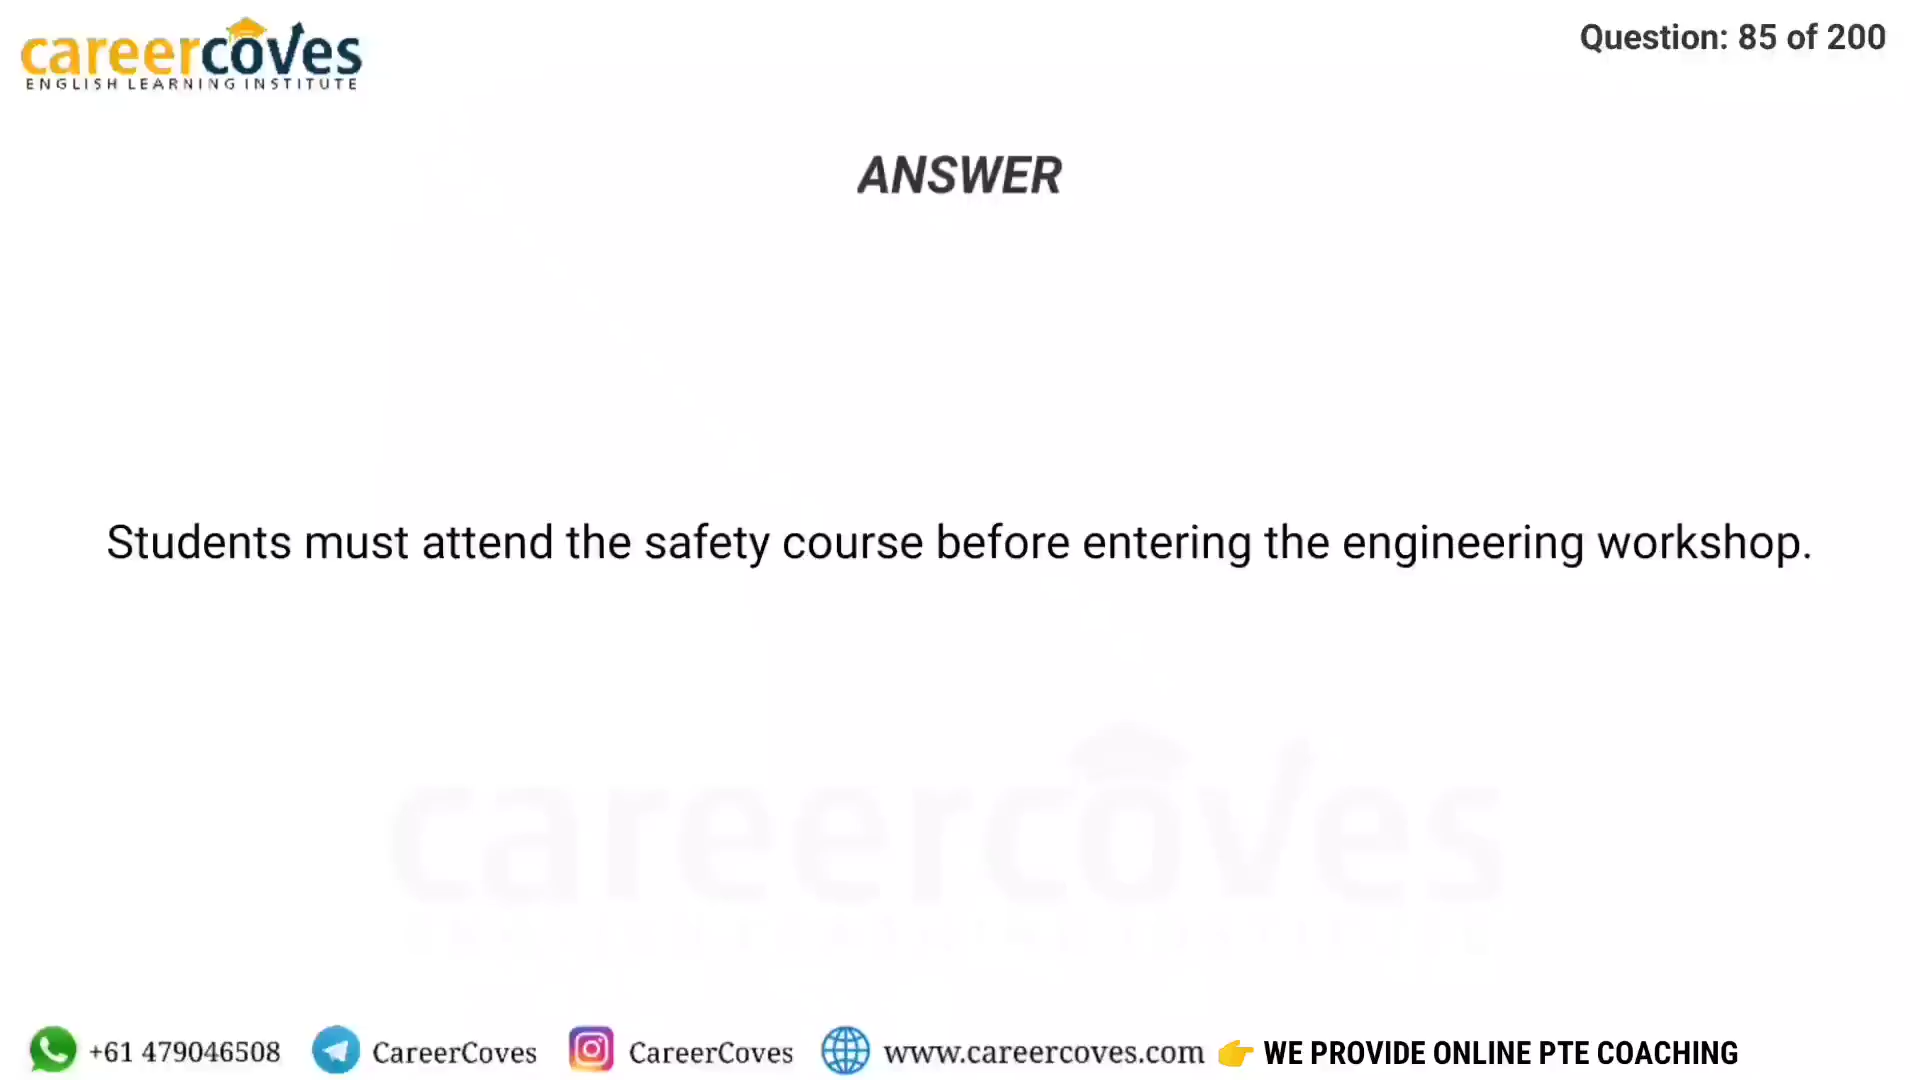 careercoves
ENGLISH LEARNING INSTITUTE
Question: 85 of 200
ANSWER
Students must attend the safety course before entering the engineering workshop.
careercoves
+61 479046508 CareerCoves CareerCoves www.careercoves.com 👉 WE PROVIDE ONLINE PTE COACHING